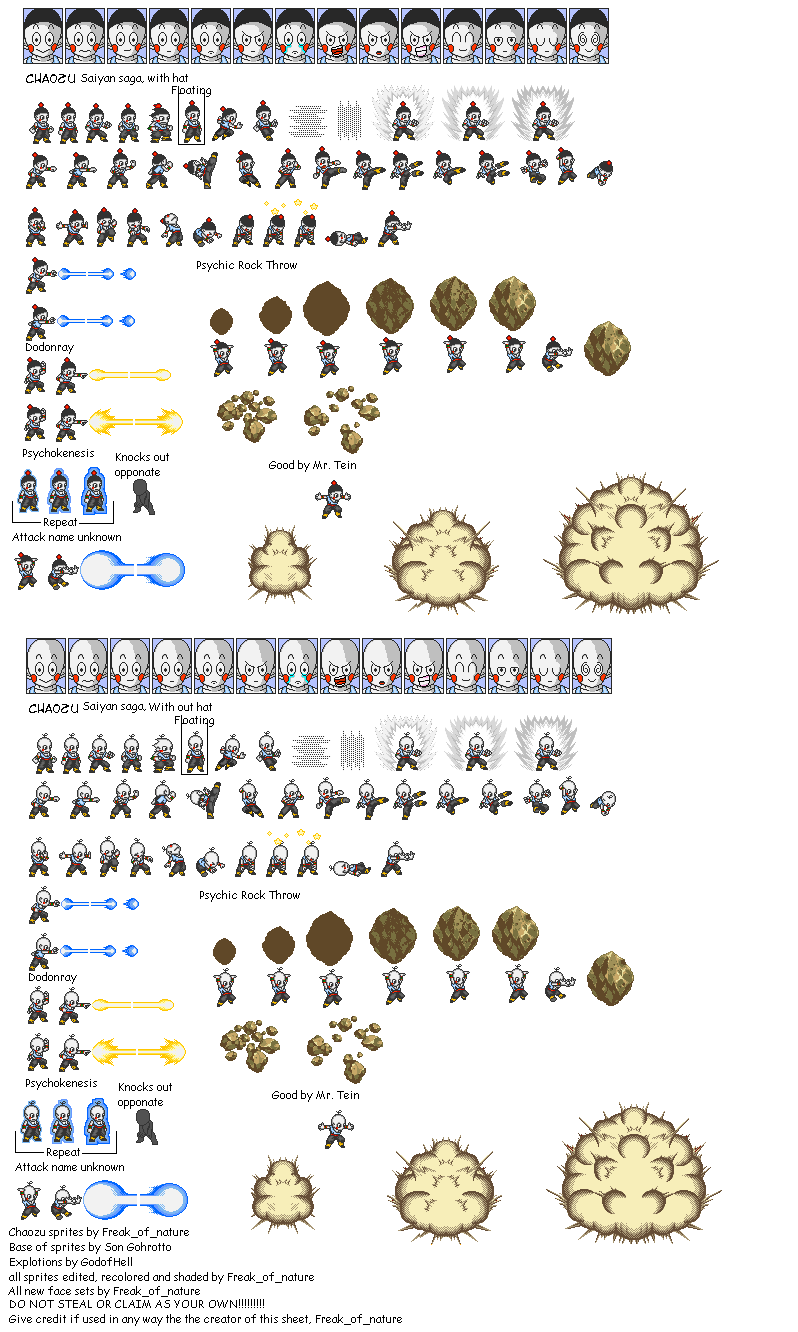 CHAOZU Saiyan saga, with hat
Floating
Psychic Rock Throw
Dodonray
Psychokenesis
Knocks out
opponate
Good by Mr. Tein
Repeat
Attack name unknown
CHAOZU Saiyan saga, With out hat
Floating
Psychic Rock Throw
Dodonray
Psychokenesis
Knocks out
opponate
Good by Mr. Tein
Repeat
Attack name unknown
Chaozu sprites by Freak_of_nature
Base of sprites by Son Gohrotto
Explotions by GodofHell
all sprites edited, recolored and shaded by Freak_of_nature
All new face sets by Freak_of_nature
DO NOT STEAL OR CLAIM AS YOUR OWN!!!!!!!!!
Give credit if used in any way the the creator of this sheet, Freak_of_nature